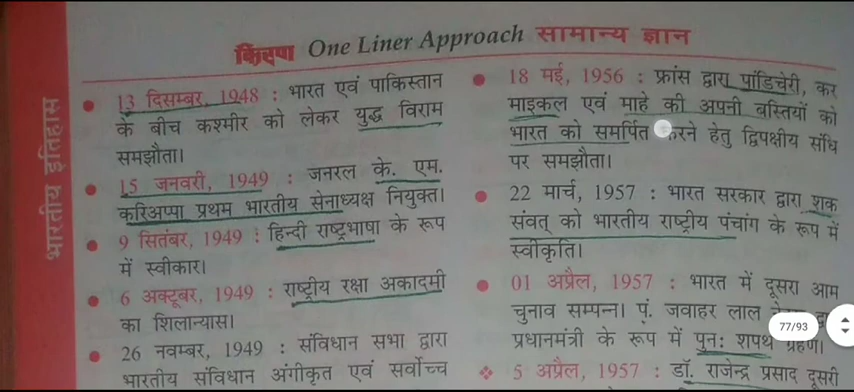 किरण One Liner Approach सामान्य ज्ञान
भारतीय इतिहास
13 दिसम्बर, 1948 : भारत एवं पाकिस्तान
के बीच कश्मीर को लेकर युद्ध विराम
समझौता।
15 जनवरी, 1949 : जनरल के. एम.
करिअप्पा प्रथम भारतीय सेनाध्यक्ष नियुक्त।
9 सितंबर, 1949 : हिन्दी राष्ट्रभाषा के रूप
में स्वीकार।
6 अक्टूबर, 1949 : राष्ट्रीय रक्षा अकादमी
का शिलान्यास।
26 नवम्बर, 1949 : संविधान सभा द्वारा
भारतीय संविधान अंगीकृत एवं सर्वोच्च
18 मई, 1956 : फ्रांस द्वारा पांडिचेरी, कर
माइकल एवं माहे की अपनी बस्तियों को
भारत को समर्पित करने हेतु द्विपक्षीय संधि
पर समझौता।
22 मार्च, 1957 : भारत सरकार द्वारा शक
संवत् को भारतीय राष्ट्रीय पंचांग के रूप में
स्वीकृति।
01 अप्रैल, 1957 : भारत में दूसरा आम
चुनाव सम्पन्न। पं. जवाहर लाल
प्रधानमंत्री के रूप में पुनः शपथ ग्रहण।
5 अप्रैल, 1957 : डॉ. राजेन्द्र प्रसाद दूसरी
77/93